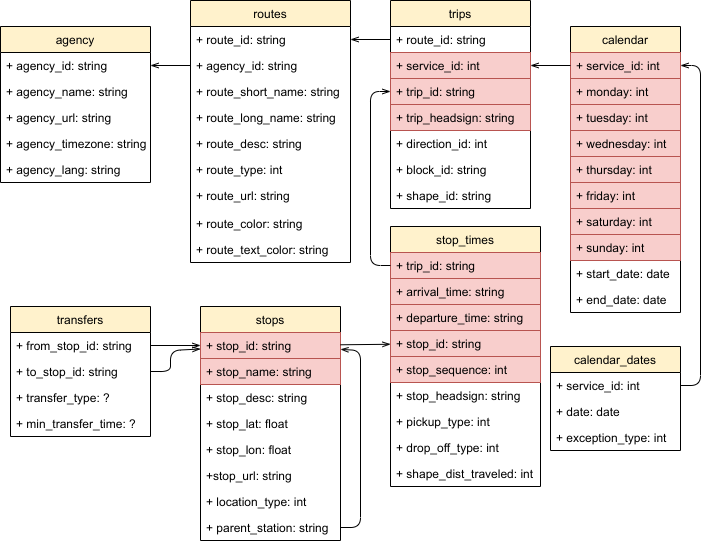 agency
+ agency_id: string
+ agency_name: string
+ agency_url: string
+ agency_timezone: string
+ agency_lang: string
routes
+ route_id: string
+ agency_id: string
+ route_short_name: string
+ route_long_name: string
+ route_desc: string
+ route_type: int
+ route_url: string
+ route_color: string
+ route_text_color: string
trips
+ route_id: string
+ service_id: int
+ trip_id: string
+ trip_headsign: string
+ direction_id: int
+ block_id: string
+ shape_id: string
calendar
+ service_id: int
+ monday: int
+ tuesday: int
+ wednesday: int
+ thursday: int
+ friday: int
+ saturday: int
+ sunday: int
+ start_date: date
+ end_date: date
transfers
+ from_stop_id: string
+ to_stop_id: string
+ transfer_type: ?
+ min_transfer_time: ?
stops
+ stop_id: string
+ stop_name: string
+ stop_desc: string
+ stop_lat: float
+ stop_lon: float
+stop_url: string
+ location_type: int
+ parent_station: string
stop_times
+ trip_id: string
+ arrival_time: string
+ departure_time: string
+ stop_id: string
+ stop_sequence: int
+ stop_headsign: string
+ pickup_type: int
+ drop_off_type: int
+ shape_dist_traveled: int
calendar_dates
+ service_id: int
+ date: date
+ exception_type: int